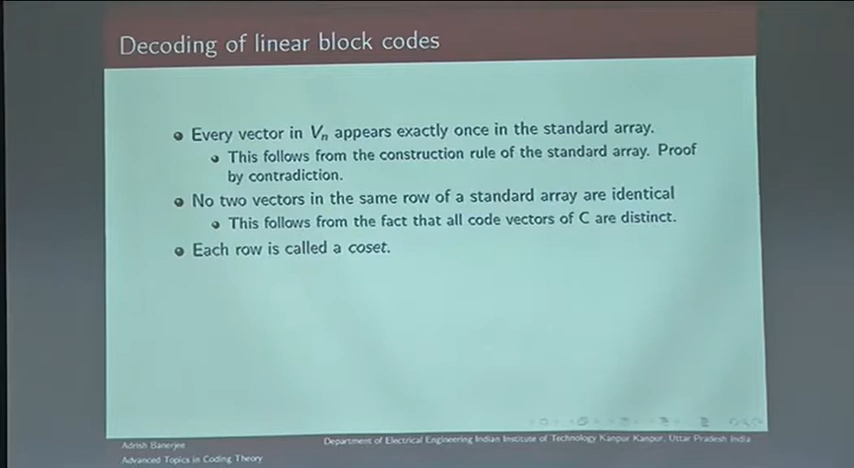 Decoding of linear block codes
Every vector in Vn appears exactly once in the standard array.
This follows from the construction rule of the standard array. Proof
by contradiction.
No two vectors in the same row of a standard array are identical
This follows from the fact that all code vectors of C are distinct.
Each row is called a coset.
Adrish Banerjee
Department of Electrical Engineering Indian Institute of Technology Kanpur Kanpur, Uttar Pradesh India
Advanced Topics in Coding Theory